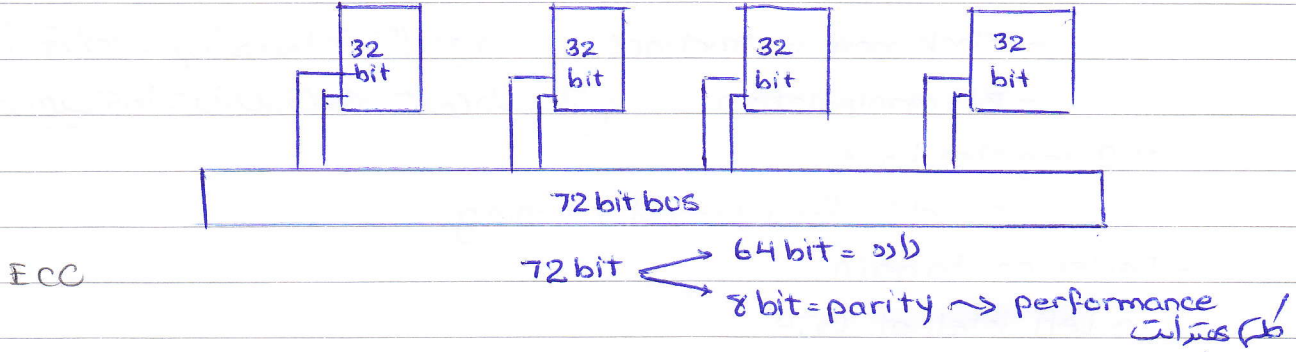 32 32 32 32
bit bit bit bit
72 bit bus
64 bit = داده
72 bit
ECC
8 bit = parity ~> performance